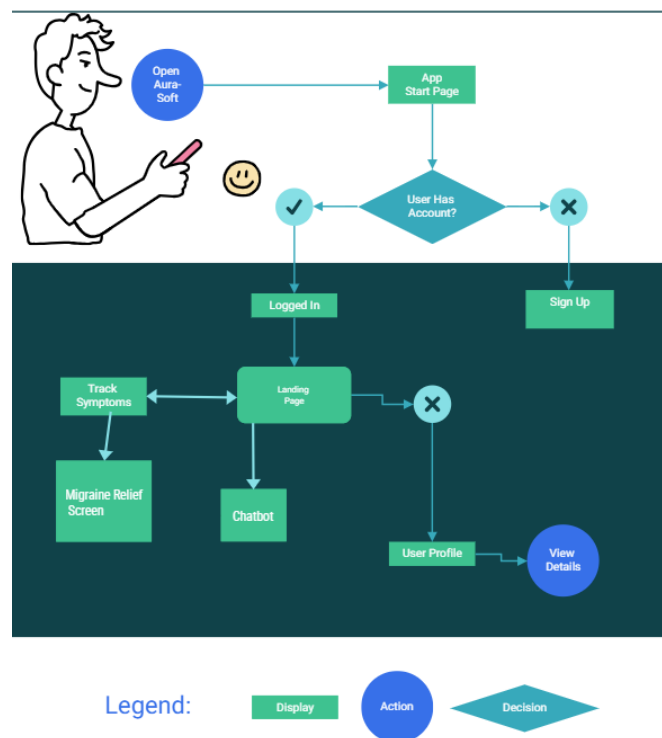 Open
Aura-
Soft
App
Start Page
User Has
Account?
Logged In
Sign Up
Track
Symptoms
Landing
Page
Migraine Relief
Screen
Chatbot
User Profile
View
Details
Legend:
Display
Action
Decision